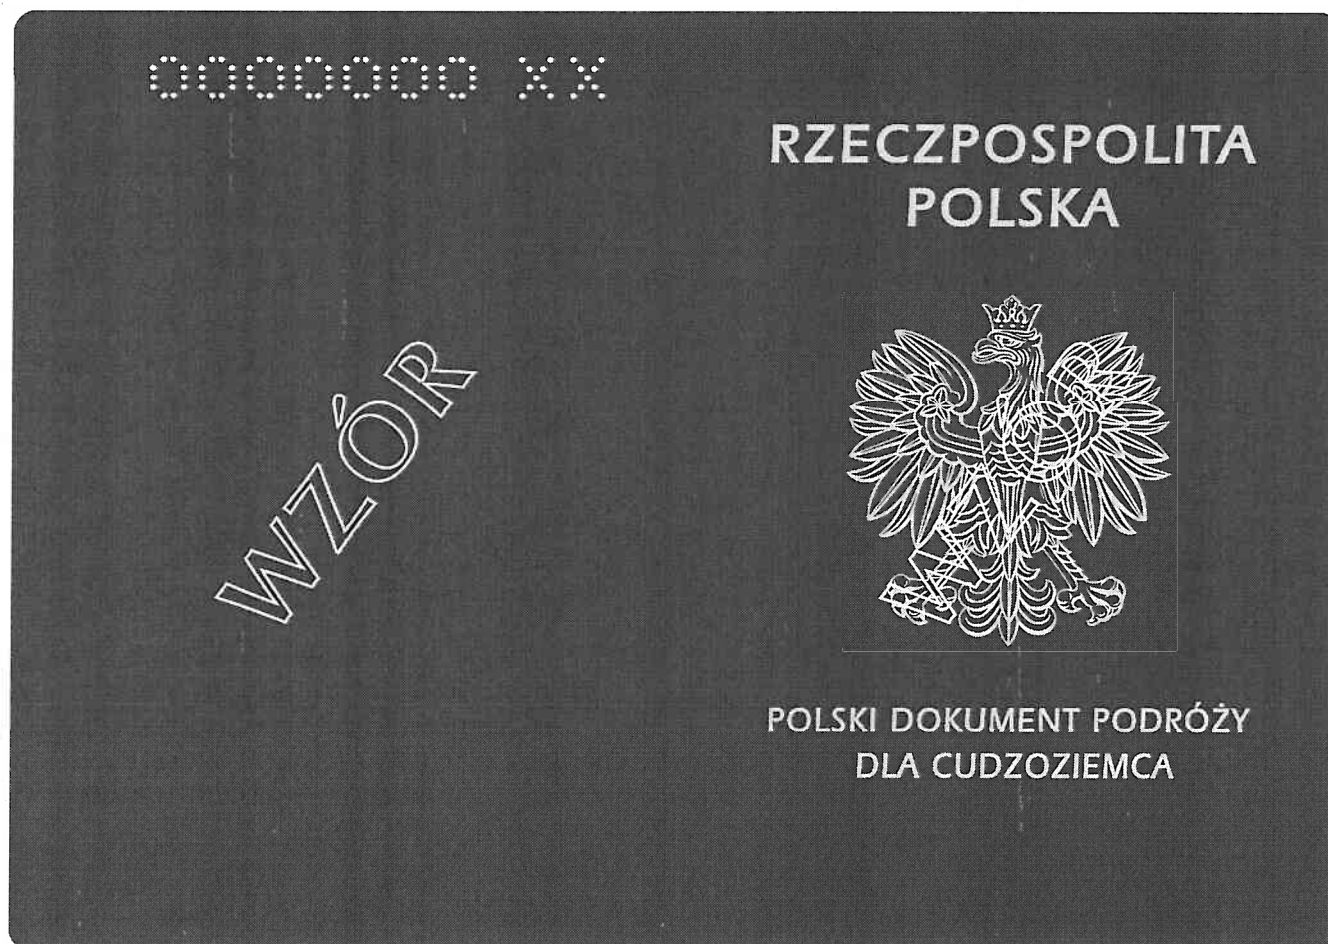 0000000 XX
WZÓR
RZECZPOSPOLITA
POLSKA
POLSKI DOKUMENT PODRÓŻY
DLA CUDZOZIEMCA